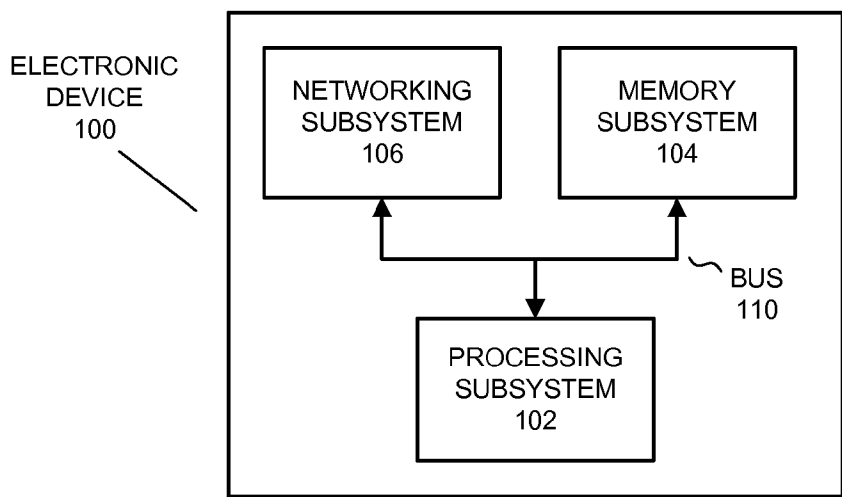 ELECTRONIC
DEVICE
100
NETWORKING
SUBSYSTEM
106
MEMORY
SUBSYSTEM
104
BUS
110
PROCESSING
SUBSYSTEM
102